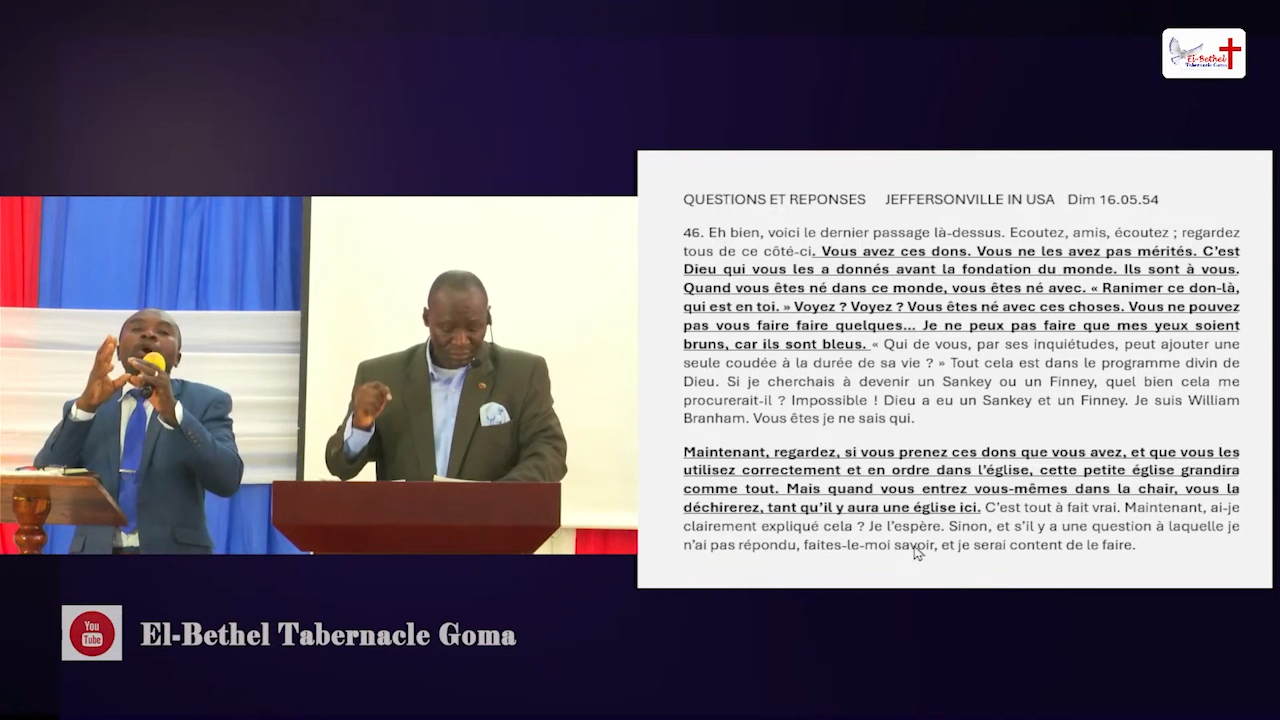 El-Bethel
Tabernacle Goma
QUESTIONS ET REPONSES JEFFERSONVILLE IN USA Dim 16.05.54
46. Eh bien, voici le dernier passage là-dessus. Ecoutez, amis, écoutez ; regardez
tous de ce côté-ci. Vous avez ces dons. Vous ne les avez pas mérités. C’est
Dieu qui vous les a donnés avant la fondation du monde. Ils sont à vous.
Quand vous êtes né dans ce monde, vous êtes né avec. « Ranimer ce don-là,
qui est en toi. » Voyez ? Voyez ? Vous êtes né avec ces choses. Vous ne pouvez
pas vous faire faire quelques… Je ne peux pas faire que mes yeux soient
bruns, car ils sont bleus. « Qui de vous, par ses inquiétudes, peut ajouter une
seule coudée à la durée de sa vie ? » Tout cela est dans le programme divin de
Dieu. Si je cherchais à devenir un Sankey ou un Finney, quel bien cela me
procurerait-il ? Impossible ! Dieu a eu un Sankey et un Finney. Je suis William
Branham. Vous êtes je ne sais qui.
Maintenant, regardez, si vous prenez ces dons que vous avez, et que vous les
utilisez correctement et en ordre dans l’église, cette petite église grandira
comme tout. Mais quand vous entrez vous-mêmes dans la chair, vous la
déchirerez, tant qu’il y aura une église ici. C’est tout à fait vrai. Maintenant, ai-je
clairement expliqué cela ? Je l’espère. Sinon, et s’il y a une question à laquelle je
n’ai pas répondu, faites-le-moi savoir, et je serai content de le faire.
You
Tube
El-Bethel Tabernacle Goma